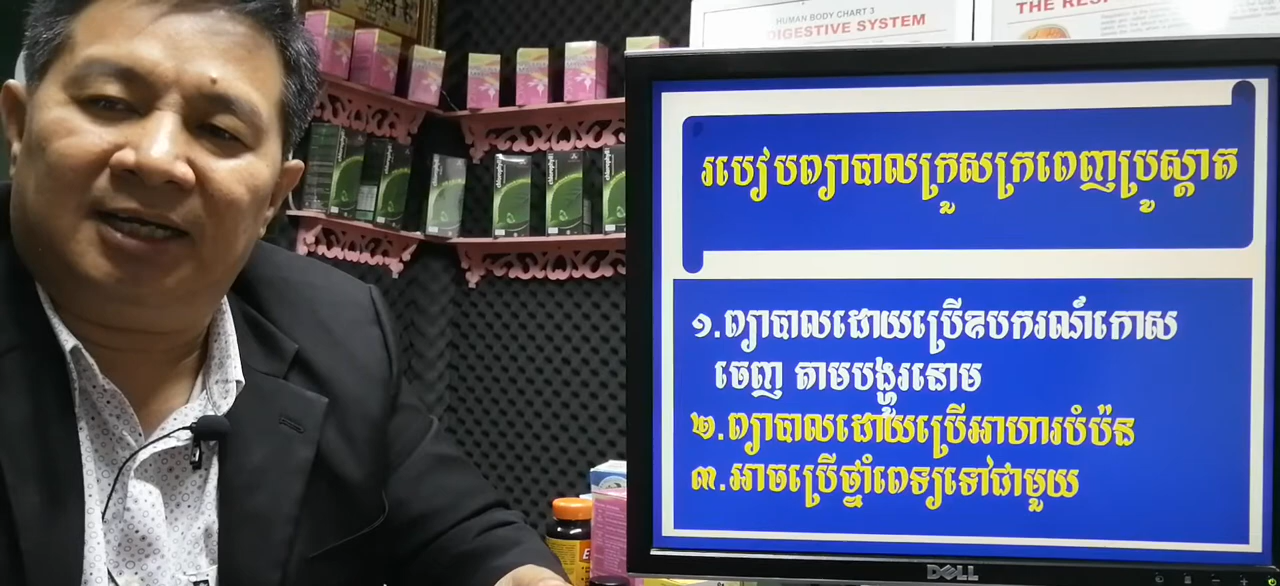 HUMAN BODY CHART 3
DIGESTIVE SYSTEM
THE RES
របៀបព្យាបាលក្រួសក្រពេញប្រូស្តាត
១.ព្យាបាលដោយប្រើឧបករណ៍កោស
ចេញ តាមបង្ហូរនោម
២.ព្យាបាលដោយប្រើអាហារបំប៉ន
៣.អាចប្រើថ្នាំពេទ្យទៅជាមួយ
chlorophyll
chlorophyll
chlorophyll
DELL